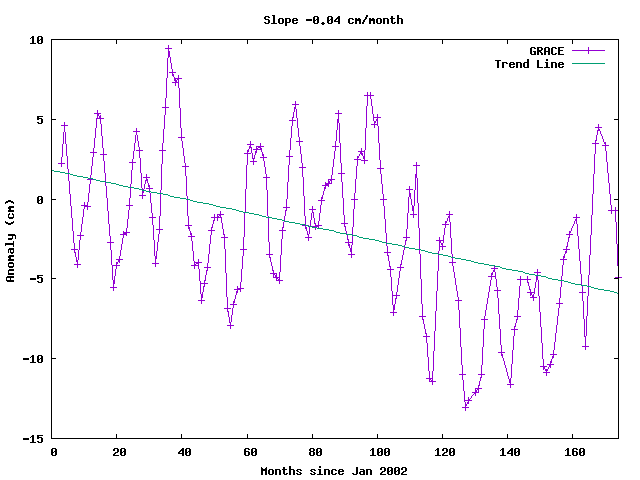 Slope -0.04 cm/month
GRACE
Trend Line
10
5
0
-5
-10
-15
Anomaly (cm)
0 20 40 60 80 100 120 140 160
Months since Jan 2002